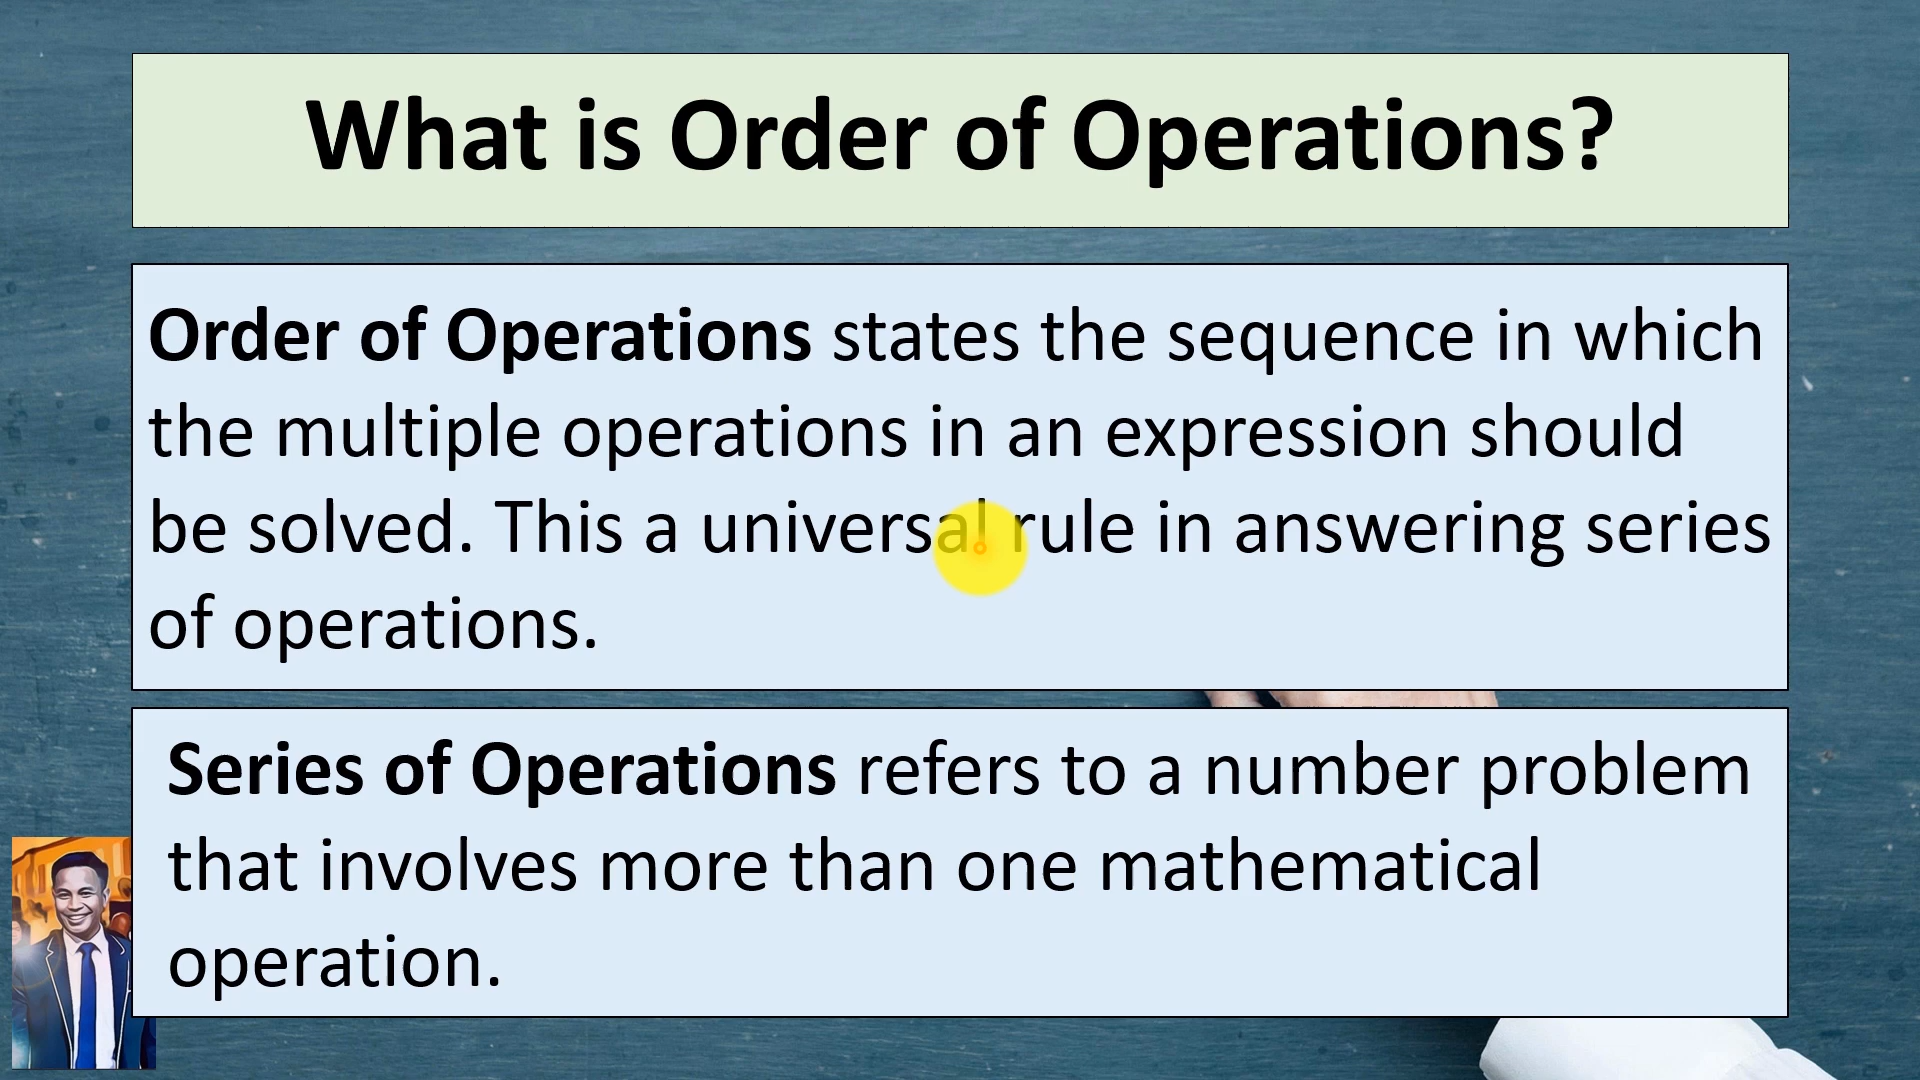 What is Order of Operations?
Order of Operations states the sequence in which
the multiple operations in an expression should
be solved. This a universal rule in answering series
of operations.
Series of Operations refers to a number problem
that involves more than one mathematical
operation.